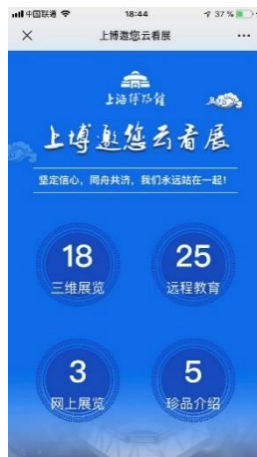 中国联通 18:44 37%
上博邀您云看展
上海博物館
上博邀您云看展
坚定信心，同舟共济，我们永远站在一起！
18 25
三维展览 远程教育
3 5
网上展览 珍品介绍